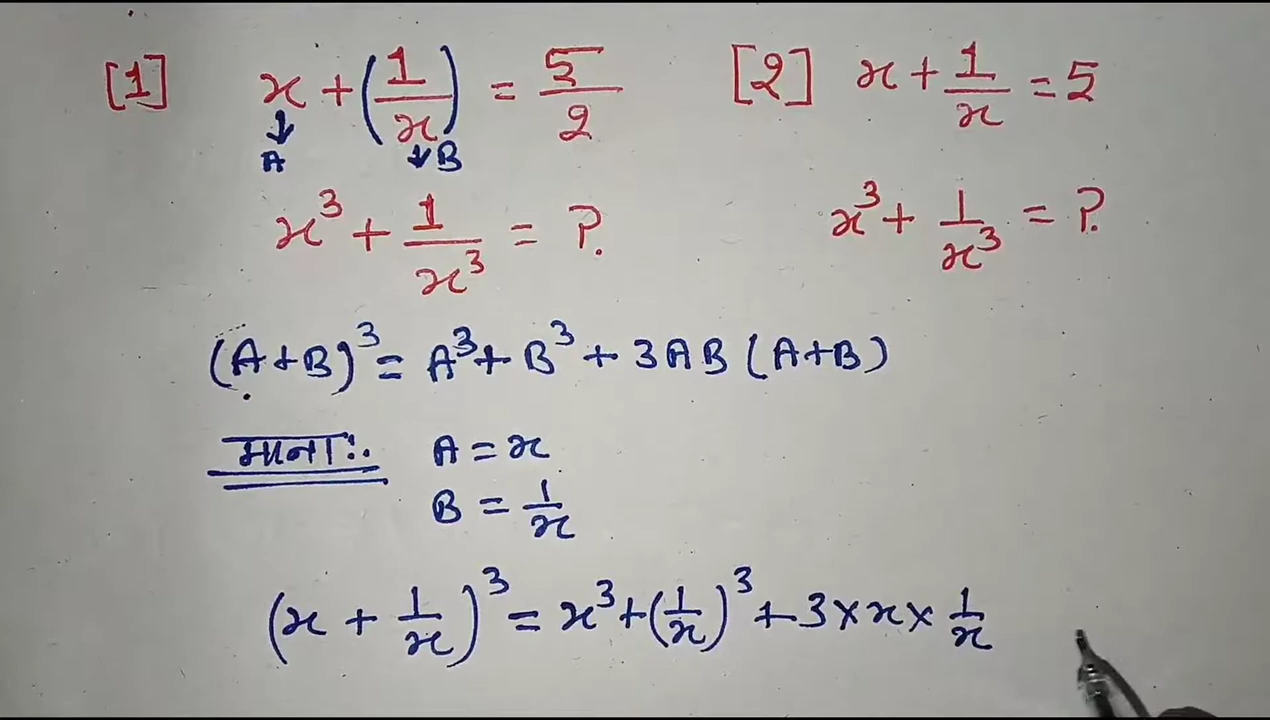 [1] x + (1/x) = 5/2 [2] x + 1/x = 5
↓ A ↓ B
x³ + 1/x³ = ?. x³ + 1/x³ = ?.
(A+B)³ = A³ + B³ + 3AB (A+B)
माना:. A = x
B = 1/x
(x + 1/x)³ = x³ + (1/x)³ + 3 × x × 1/x